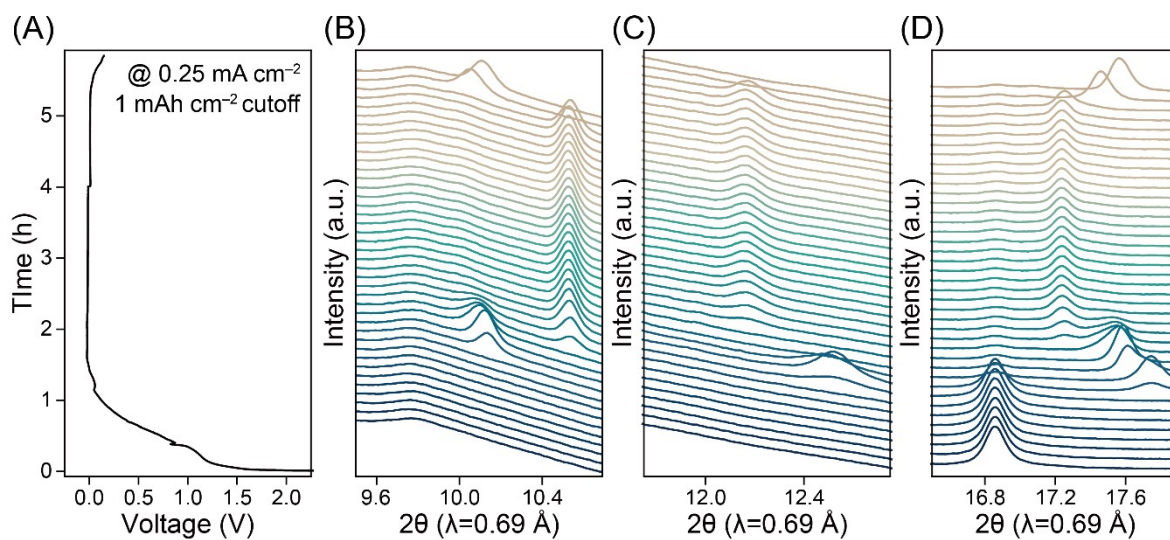 (A)
(B)
(C)
(D)
@ 0.25 mA cm⁻²
1 mAh cm⁻² cutoff
TIme (h)
5
4
3
2
1
0
0.0 0.5 1.0 1.5 2.0
Voltage (V)
Intensity (a.u.)
9.6 10.0 10.4
2θ (λ=0.69 Å)
Intensity (a.u.)
12.0 12.4
2θ (λ=0.69 Å)
Intensity (a.u.)
16.8 17.2 17.6
2θ (λ=0.69 Å)